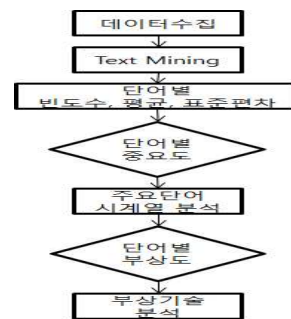 데이터수집
Text Mining
단어별
빈도수, 평균, 표준편차
단어별
중요도
주요단어
시계열 분석
단어별
부상도
부상기술
분석